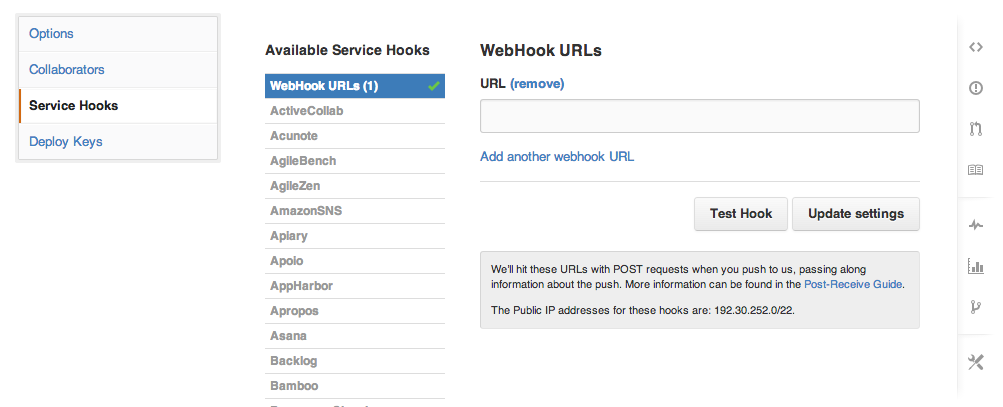 Options
Collaborators
Service Hooks
Deploy Keys
Available Service Hooks
WebHook URLs (1)
ActiveCollab
Acunote
AgileBench
AgileZen
AmazonSNS
Apiary
Apoio
AppHarbor
Apropos
Asana
Backlog
Bamboo
WebHook URLs
URL (remove)
Add another webhook URL
Test Hook
Update settings
We'll hit these URLs with POST requests when you push to us, passing along
information about the push. More information can be found in the Post-Receive Guide.
The Public IP addresses for these hooks are: 192.30.252.0/22.